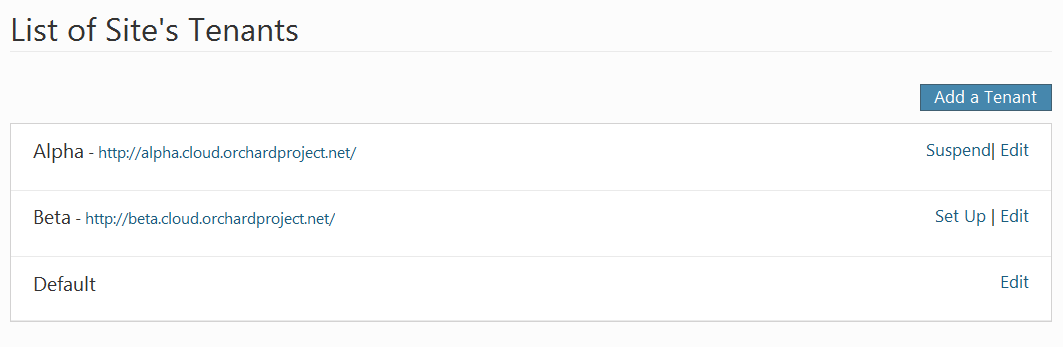 List of Site's Tenants
Add a Tenant
Alpha - http://alpha.cloud.orchardproject.net/ Suspend| Edit
Beta - http://beta.cloud.orchardproject.net/ Set Up | Edit
Default Edit